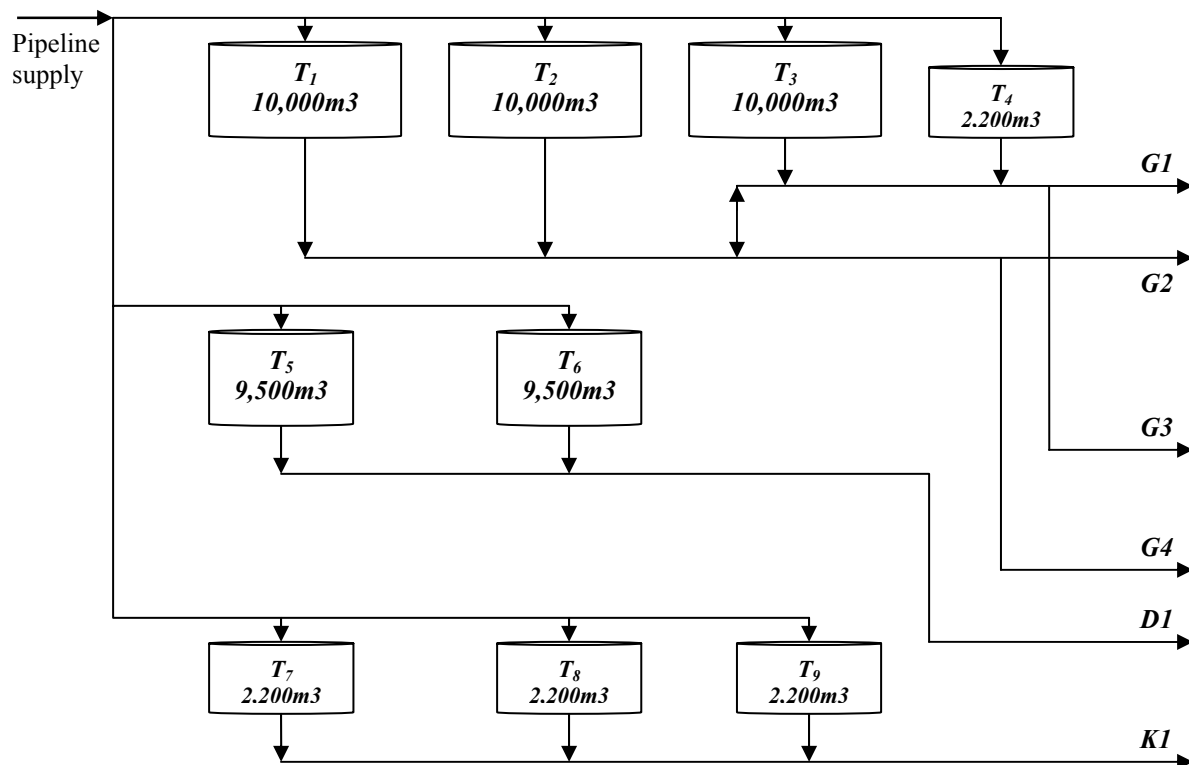 Pipeline
supply
T1
10,000m3
T2
10,000m3
T3
10,000m3
T4
2.200m3
G1
G2
T5
9,500m3
T6
9,500m3
G3
G4
D1
T7
2.200m3
T8
2.200m3
T9
2.200m3
K1